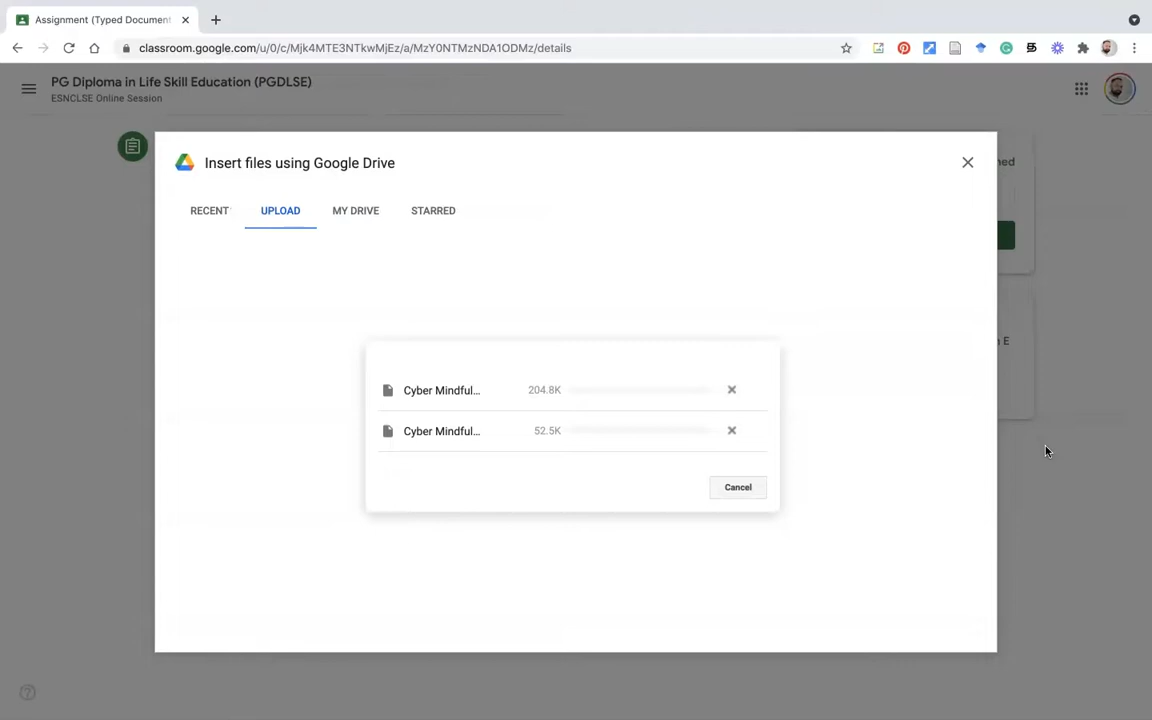 Assignment (Typed Document
classroom.google.com/u/0/c/Mjk4MTE3NTkwMjEz/a/MzY0NTMzNDA1ODMz/details
PG Diploma in Life Skill Education (PGDLSE)
ESNCLSE Online Session
ned
Insert files using Google Drive
RECENT UPLOAD MY DRIVE STARRED
n E
Cyber Mindful... 204.8K
Cyber Mindful... 52.5K
Cancel